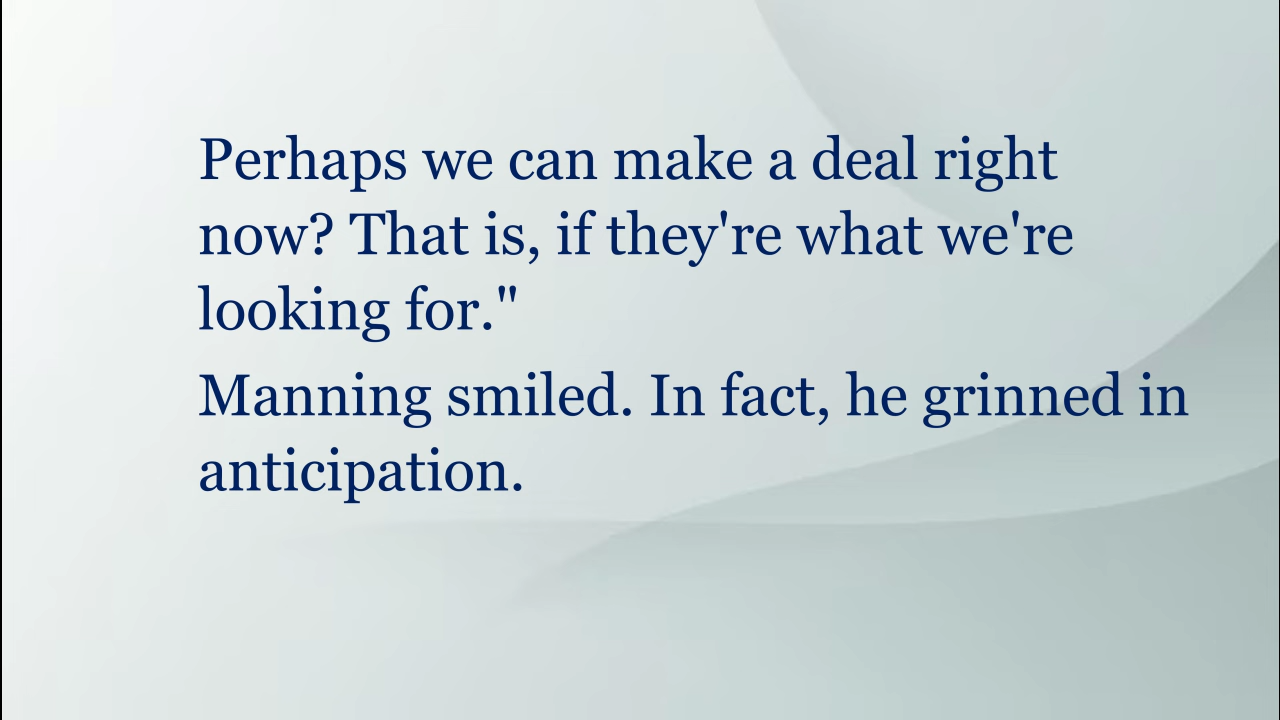 Perhaps we can make a deal right
now? That is, if they're what we're
looking for."
Manning smiled. In fact, he grinned in
anticipation.